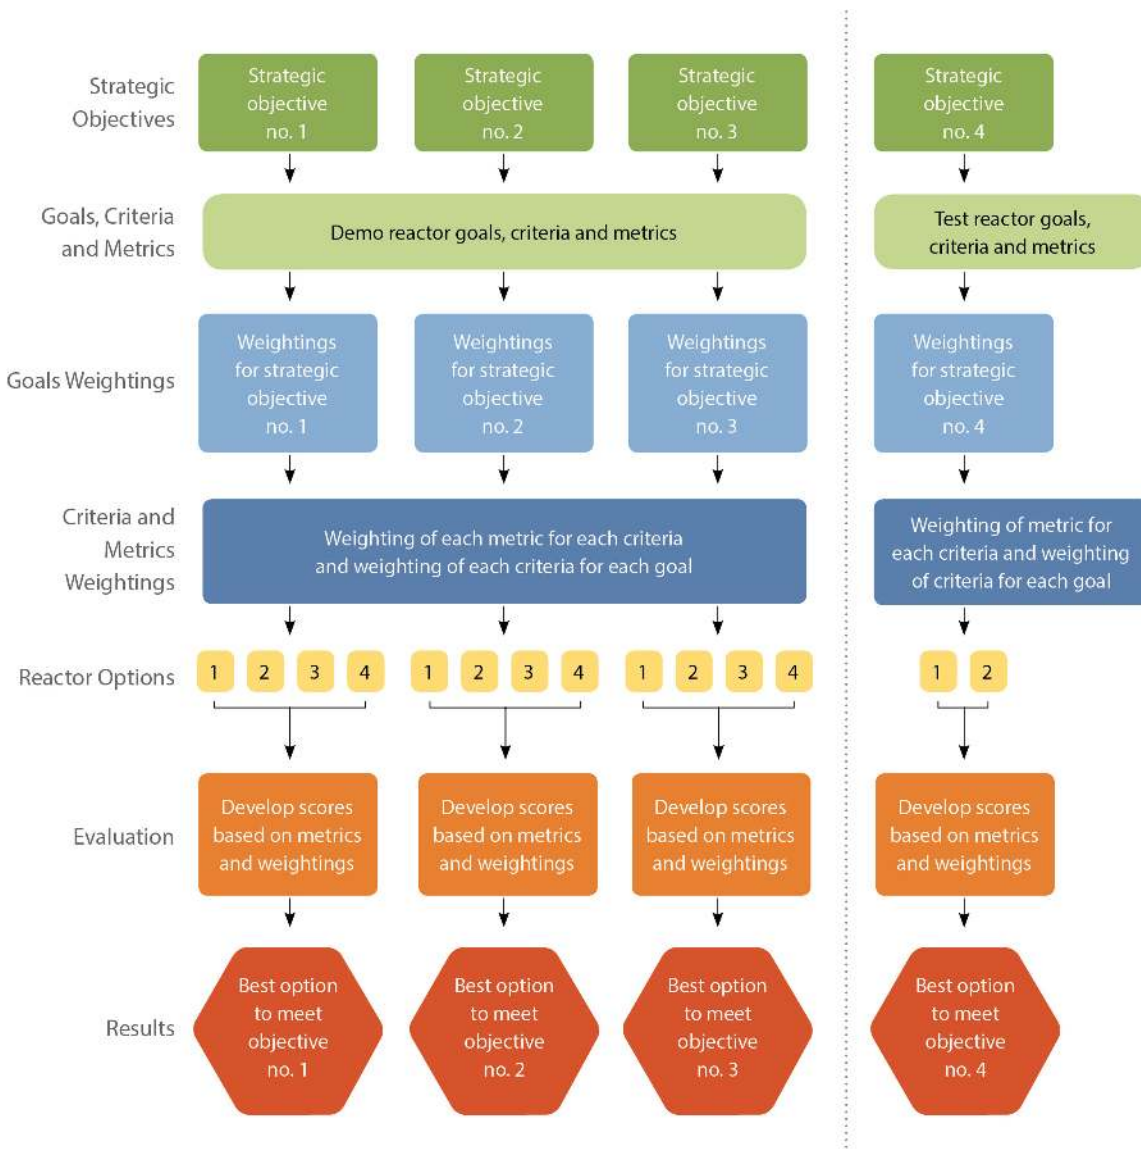 Strategic
Objectives
Strategic
objective
no. 1
Strategic
objective
no. 2
Strategic
objective
no. 3
Strategic
objective
no. 4
Goals, Criteria
and Metrics
Demo reactor goals, criteria and metrics
Test reactor goals,
criteria and metrics
Goals Weightings
Weightings
for strategic
objective
no. 1
Weightings
for strategic
objective
no. 2
Weightings
for strategic
objective
no. 3
Weightings
for strategic
objective
no. 4
Criteria and
Metrics
Weightings
Weighting of each metric for each criteria
and weighting of each criteria for each goal
Weighting of metric for
each criteria and weighting
of criteria for each goal
Reactor Options
1 2 3 4
1 2 3 4
1 2 3 4
1 2
Evaluation
Develop scores
based on metrics
and weightings
Develop scores
based on metrics
and weightings
Develop scores
based on metrics
and weightings
Develop scores
based on metrics
and weightings
Results
Best option
to meet
objective
no. 1
Best option
to meet
objective
no. 2
Best option
to meet
objective
no. 3
Best option
to meet
objective
no. 4